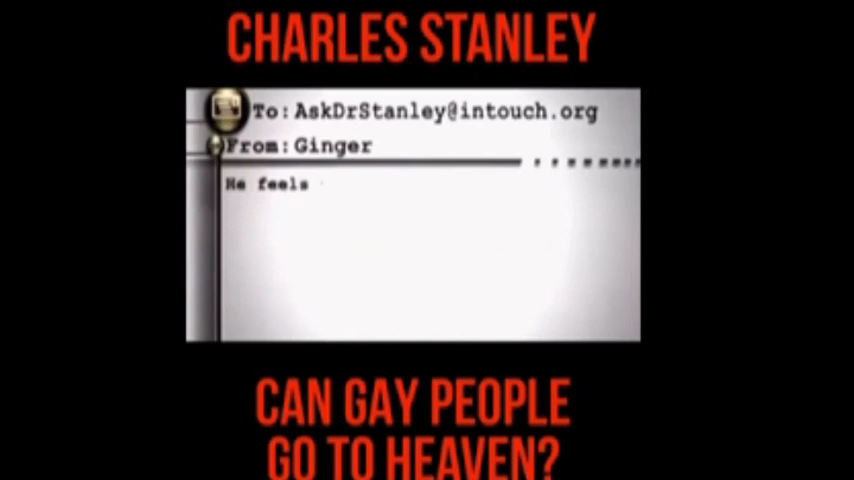 CHARLES STANLEY
To: AskDrStanley@intouch.org
From: Ginger
He feels
CAN GAY PEOPLE
GO TO HEAVEN?